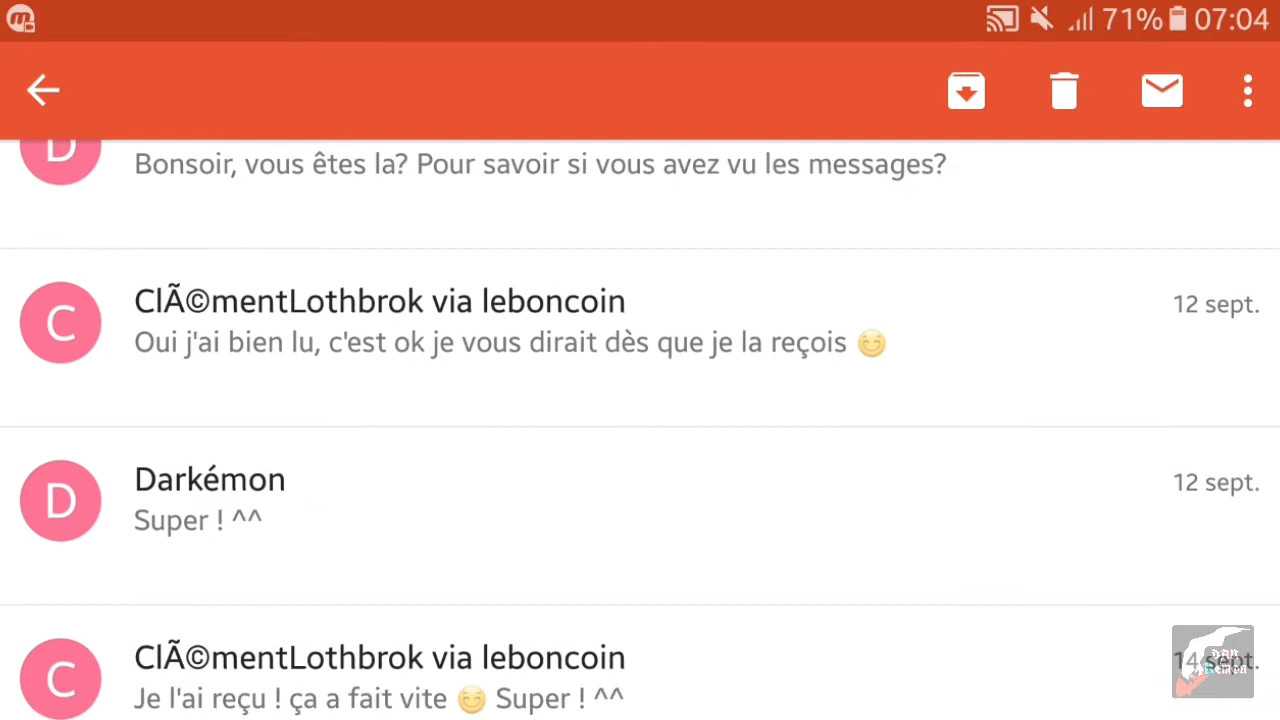 71% 07:04
D
Bonsoir, vous êtes la? Pour savoir si vous avez vu les messages?
C
ClÃ©mentLothbrok via leboncoin
12 sept.
Oui j'ai bien lu, c'est ok je vous dirait dès que je la reçois 😊
D
Darkémon
12 sept.
Super ! ^^
C
ClÃ©mentLothbrok via leboncoin
14 sept.
Je l'ai reçu ! ça a fait vite 😊 Super ! ^^